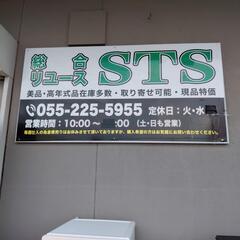 総合
リユース
STS
美品・高年式品在庫多数・取り寄せ可能・現品特価
055-225-5955 定休日：火・水
営業時間：10:00～ :00（土・日も営業）